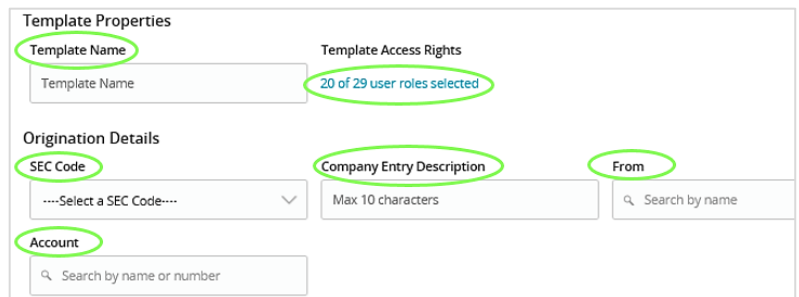 Template Properties
Template Name
Template Access Rights
Template Name
20 of 29 user roles selected
Origination Details
SEC Code
Company Entry Description
From
----Select a SEC Code----
Max 10 characters
Search by name
Account
Search by name or number